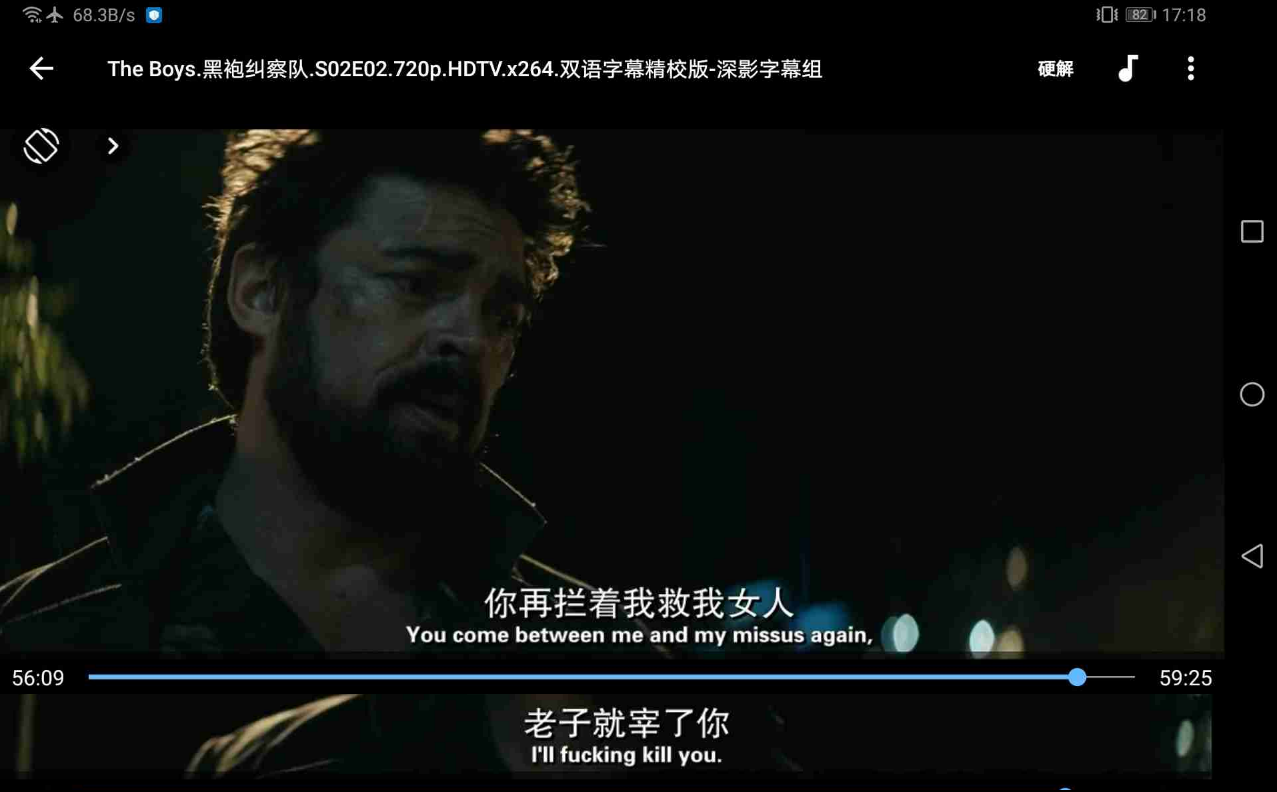 68.3B/s
82
17:18
The Boys.黑袍纠察队.S02E02.720p.HDTV.x264.双语字幕精校版-深影字幕组
硬解
你再拦着我救我女人
You come between me and my missus again,
56:09
59:25
老子就宰了你
I'll fucking kill you.